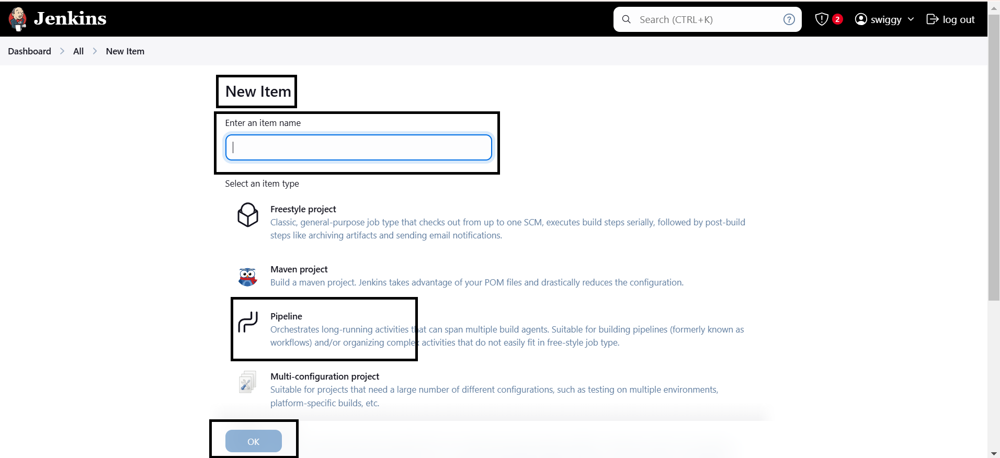 Jenkins
Search (CTRL+K)
?
2
swiggy
log out
Dashboard
All
New Item
New Item
Enter an item name
Select an item type
Freestyle project
Classic, general-purpose job type that checks out from up to one SCM, executes build steps serially, followed by post-build
steps like archiving artifacts and sending email notifications.
Maven project
Build a maven project. Jenkins takes advantage of your POM files and drastically reduces the configuration.
Pipeline
Orchestrates long-running activities that can span multiple build agents. Suitable for building pipelines (formerly known as
workflows) and/or organizing complex activities that do not easily fit in free-style job type.
Multi-configuration project
Suitable for projects that need a large number of different configurations, such as testing on multiple environments,
platform-specific builds, etc.
OK